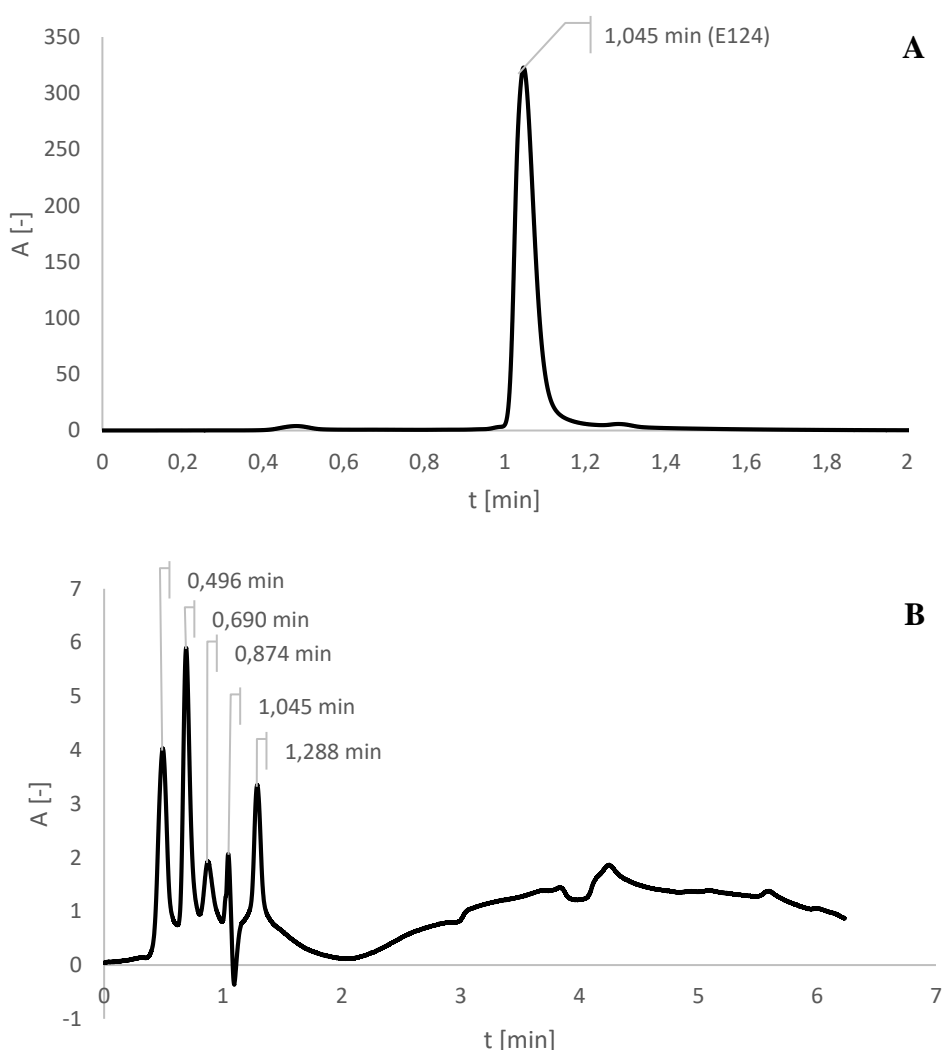 350
1,045 min (E124)
A
300
250
200
150
100
50
0
A [-]
0 0,2 0,4 0,6 0,8 1 1,2 1,4 1,6 1,8 2
t [min]
7
0,496 min
B
0,690 min
6
0,874 min
5
1,045 min
4
1,288 min
3
2
1
0
-1
A [-]
0 1 2 3 4 5 6 7
t [min]